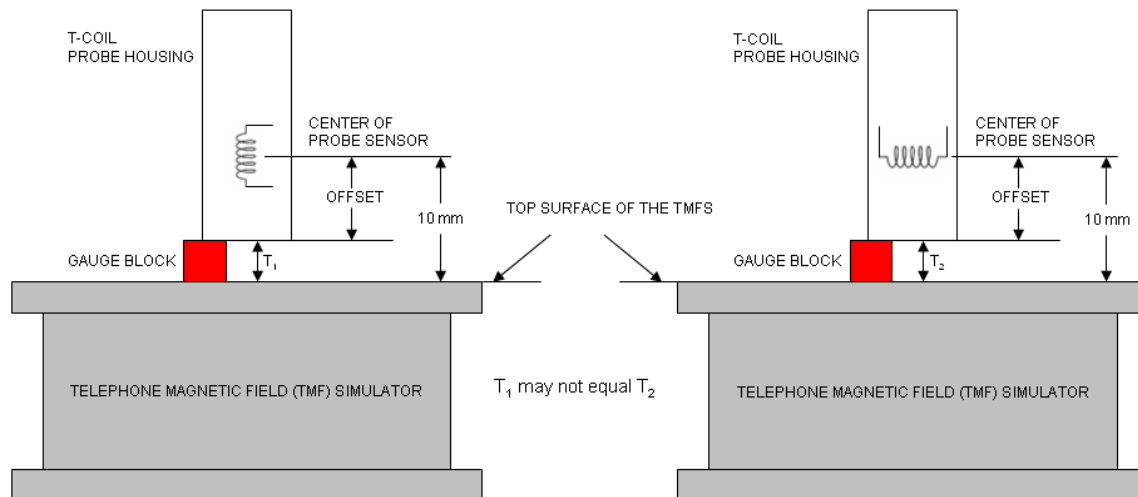 T-COIL
PROBE HOUSING
CENTER OF
PROBE SENSOR
OFFSET
10 mm
GAUGE BLOCK
T₁
TELEPHONE MAGNETIC FIELD (TMF) SIMULATOR
TOP SURFACE OF THE TMFS
T₁ may not equal T₂
T-COIL
PROBE HOUSING
CENTER OF
PROBE SENSOR
OFFSET
10 mm
GAUGE BLOCK
T₂
TELEPHONE MAGNETIC FIELD (TMF) SIMULATOR